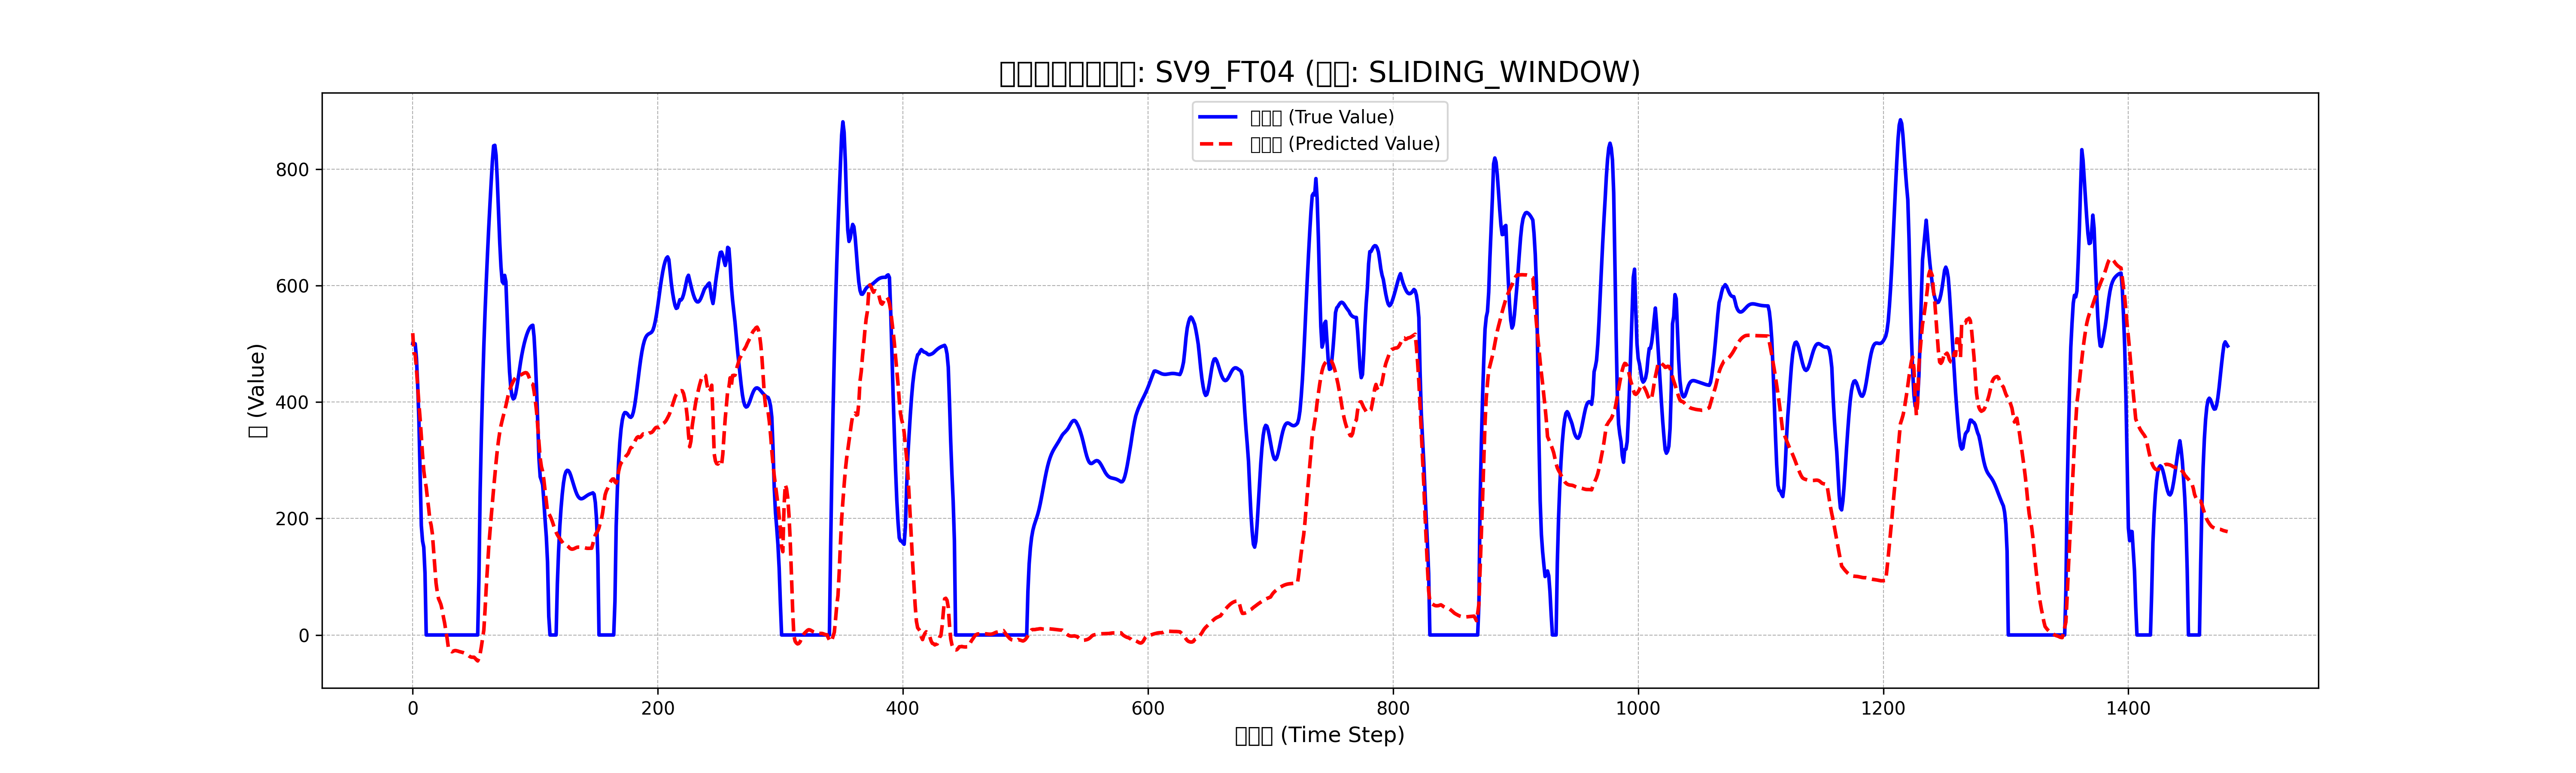 : SV9_FT04 ( : SLIDING_WINDOW)
(True Value)
(Predicted Value)
(Value)
800
600
400
200
0
0 200 400 600 800 1000 1200 1400
(Time Step)